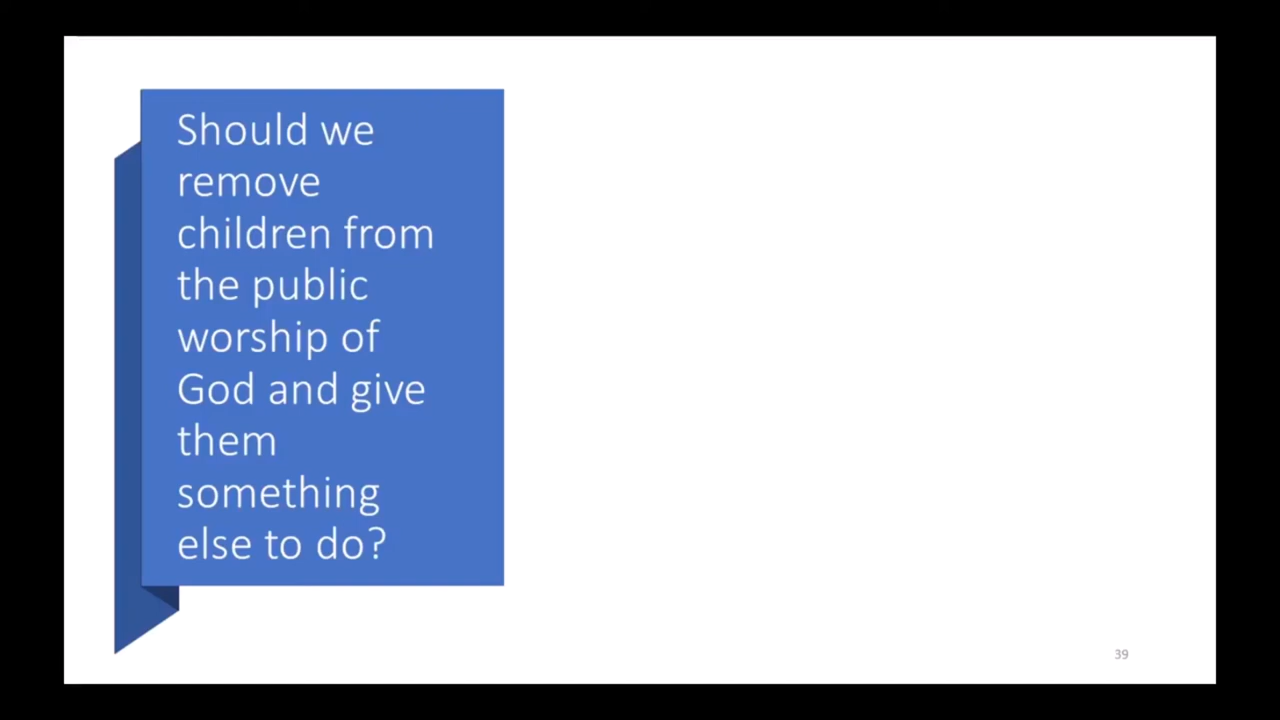 Should we
remove
children from
the public
worship of
God and give
them
something
else to do?
39